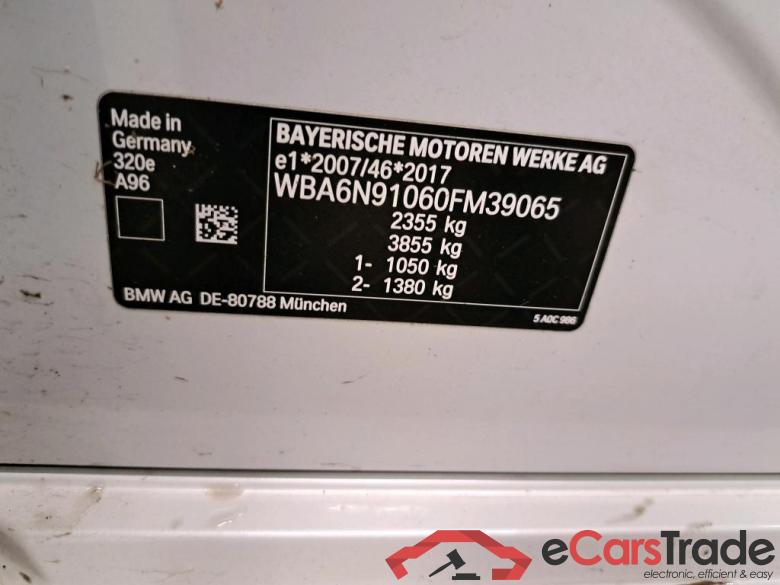 Made in
Germany
320e
A96
BAYERISCHE MOTOREN WERKE AG
e1*2007/46*2017
WBA6N91060FM39065
2355 kg
3855 kg
1- 1050 kg
2- 1380 kg
BMW AG DE-80788 München
5 A0C 986
eCarsTrade
electronic, efficient & easy